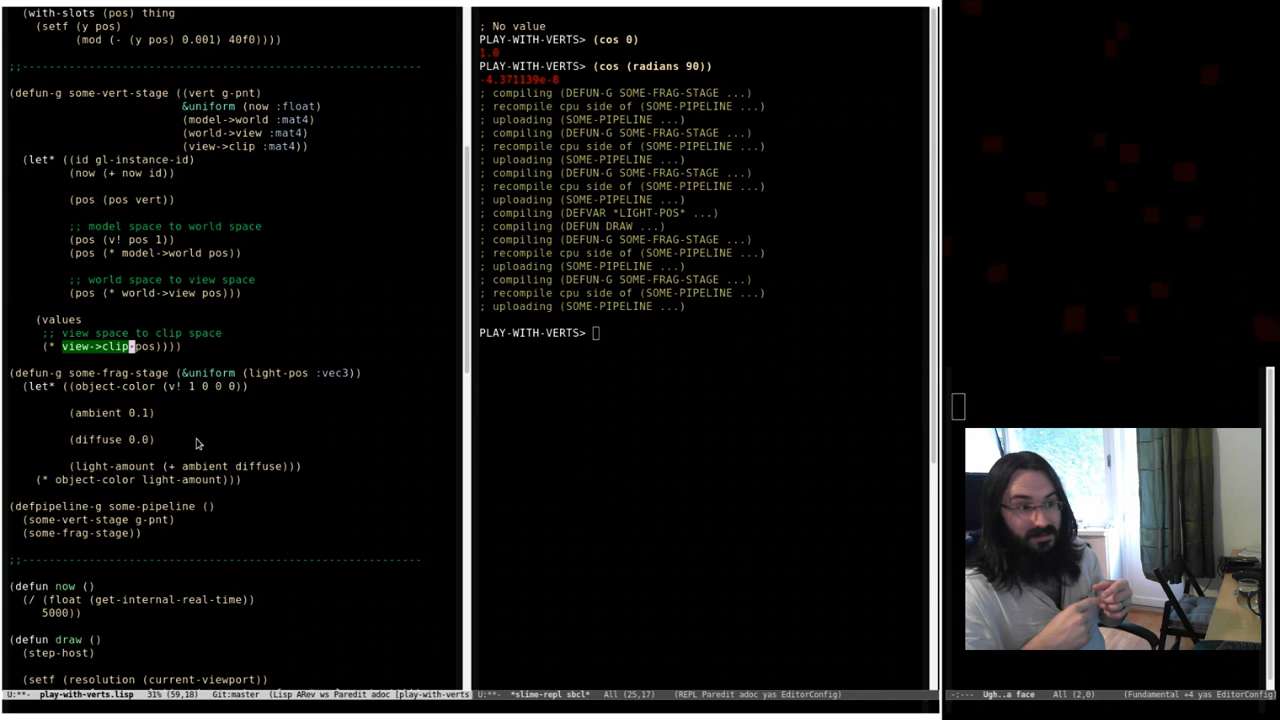 (with-slots (pos) thing
(setf (y pos)
(mod (- (y pos) 0.001) 40f0))))
;;------------------------------------------------------------
(defun-g some-vert-stage ((vert g-pnt)
&uniform (now :float)
(model->world :mat4)
(world->view :mat4)
(view->clip :mat4))
(let* ((id gl-instance-id)
(now (+ now id))
(pos (pos vert))
;; model space to world space
(pos (v! pos 1))
(pos (* model->world pos))
;; world space to view space
(pos (* world->view pos)))
(values
;; view space to clip space
(* view->clip pos))))
(defun-g some-frag-stage (&uniform (light-pos :vec3))
(let* ((object-color (v! 1 0 0 0))
(ambient 0.1)
(diffuse 0.0)
(light-amount (+ ambient diffuse)))
(* object-color light-amount)))
(defpipeline-g some-pipeline ()
(some-vert-stage g-pnt)
(some-frag-stage))
;;------------------------------------------------------------
(defun now ()
(/ (float (get-internal-real-time))
5000))
(defun draw ()
(step-host)
(setf (resolution (current-viewport))
U:**- play-with-verts.lisp 31% (59,18) Git:master (Lisp ARev ws Paredit adoc [play-with-verts
; No value
PLAY-WITH-VERTS> (cos 0)
1.0
PLAY-WITH-VERTS> (cos (radians 90))
-4.371139e-8
; compiling (DEFUN-G SOME-FRAG-STAGE ...)
; recompile cpu side of (SOME-PIPELINE ...)
; uploading (SOME-PIPELINE ...)
; compiling (DEFUN-G SOME-FRAG-STAGE ...)
; recompile cpu side of (SOME-PIPELINE ...)
; uploading (SOME-PIPELINE ...)
; compiling (DEFUN-G SOME-FRAG-STAGE ...)
; recompile cpu side of (SOME-PIPELINE ...)
; uploading (SOME-PIPELINE ...)
; compiling (DEFVAR *LIGHT-POS* ...)
; compiling (DEFUN DRAW ...)
; compiling (DEFUN-G SOME-FRAG-STAGE ...)
; recompile cpu side of (SOME-PIPELINE ...)
; uploading (SOME-PIPELINE ...)
; compiling (DEFUN-G SOME-FRAG-STAGE ...)
; recompile cpu side of (SOME-PIPELINE ...)
; uploading (SOME-PIPELINE ...)
PLAY-WITH-VERTS>
U:**- *slime-repl sbcl* All (25,17) (REPL Paredit adoc yas EditorConfig)
-:--- Ugh..a face All (2,0) (Fundamental +4 yas EditorConfig)